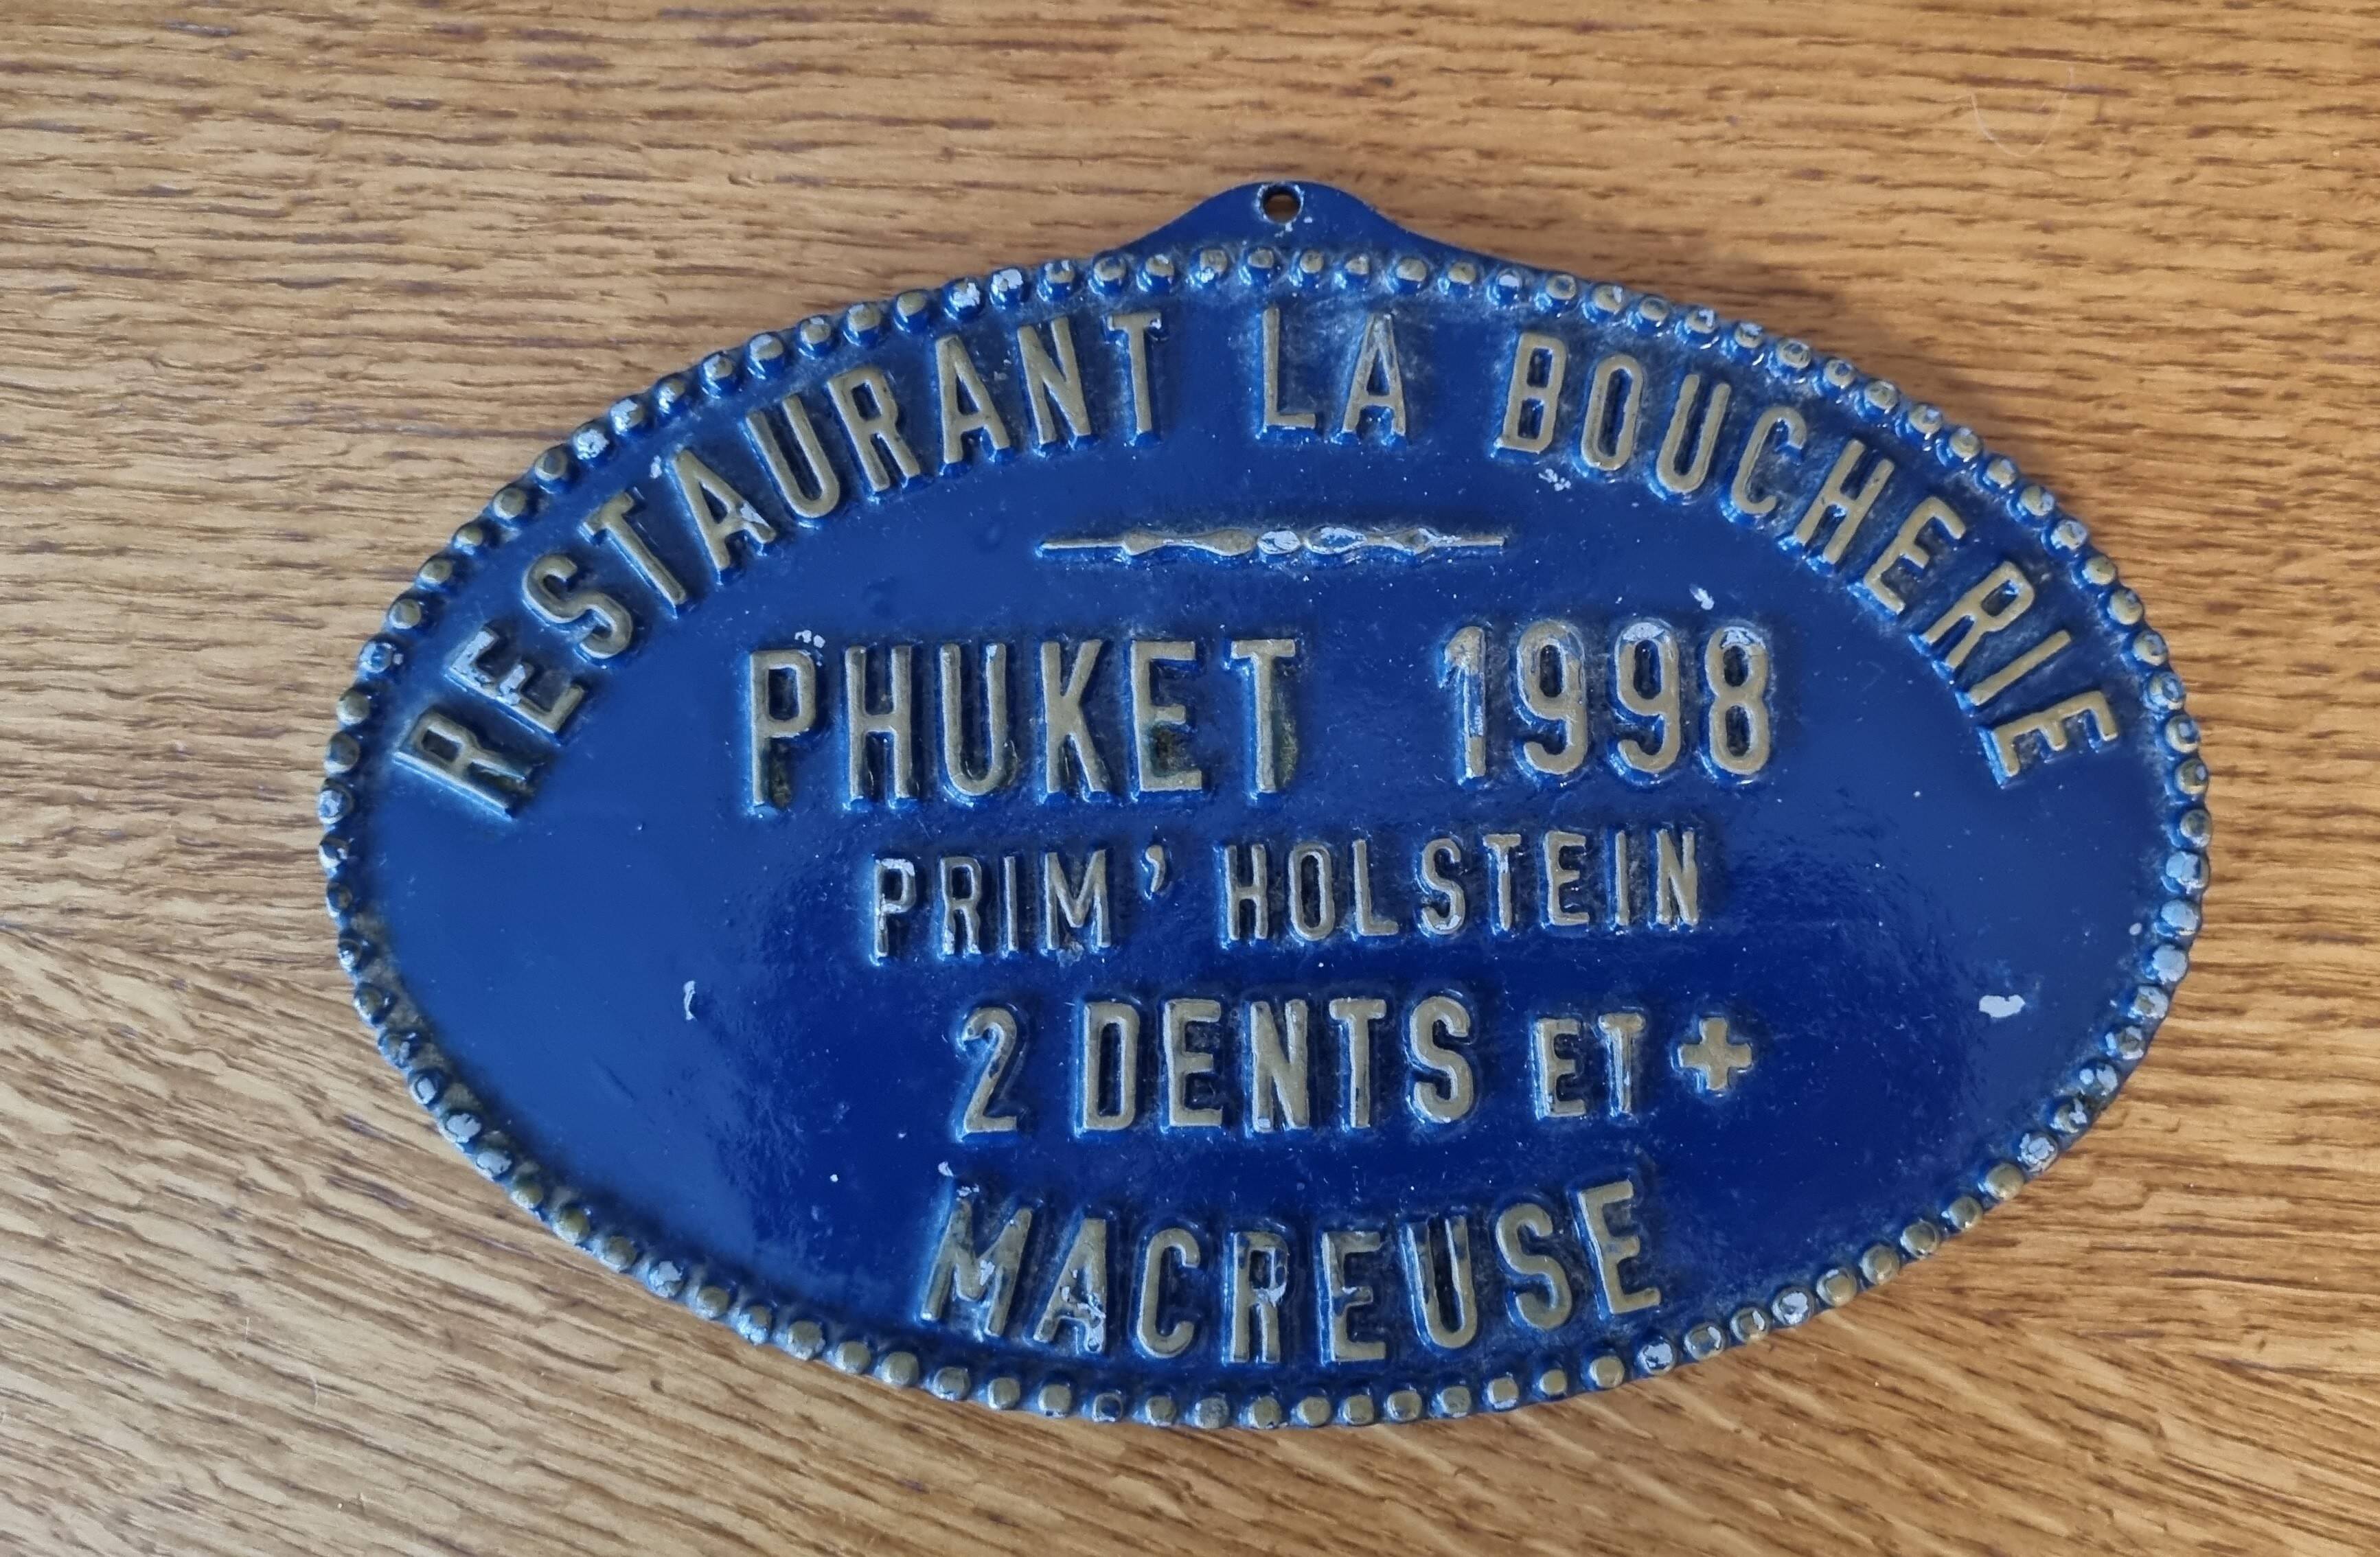 RESTAURANT LA BOUCHERIE
PHUKET 1998
PRIM' HOLSTEIN
2 DENTS ET +
MACREUSE